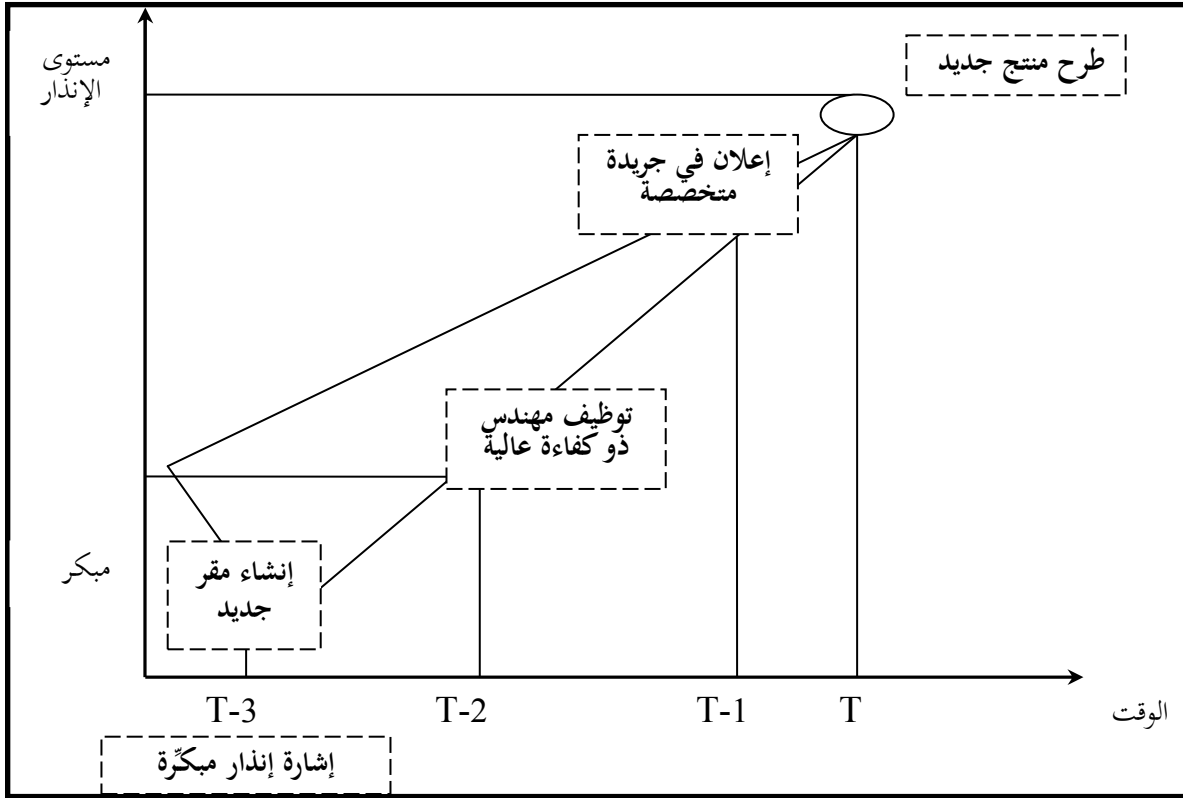 مستوى
الإنذار
طرح منتج جديد
إعلان في جريدة
متخصصة
توظيف مهندس
ذو كفاءة عالية
مبكر
إنشاء مقر
جديد
T-3
T-2
T-1
T
الوقت
إشارة إنذار مبكِّرة